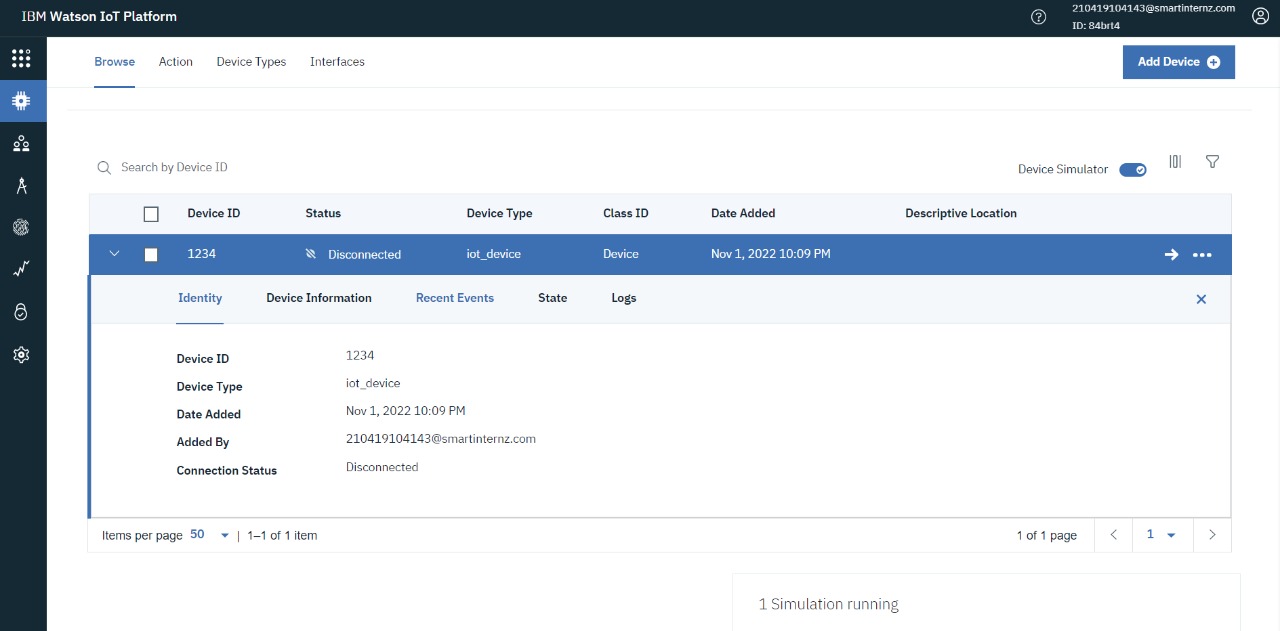 IBM Watson IoT Platform
210419104143@smartinternz.com
ID: 84brt4
Browse Action Device Types Interfaces
Add Device
Search by Device ID
Device Simulator
Device ID Status Device Type Class ID Date Added Descriptive Location
1234 Disconnected iot_device Device Nov 1, 2022 10:09 PM
Identity Device Information Recent Events State Logs
Device ID 1234
Device Type iot_device
Date Added Nov 1, 2022 10:09 PM
Added By 210419104143@smartinternz.com
Connection Status Disconnected
Items per page 50 | 1–1 of 1 item 1 of 1 page 1
1 Simulation running